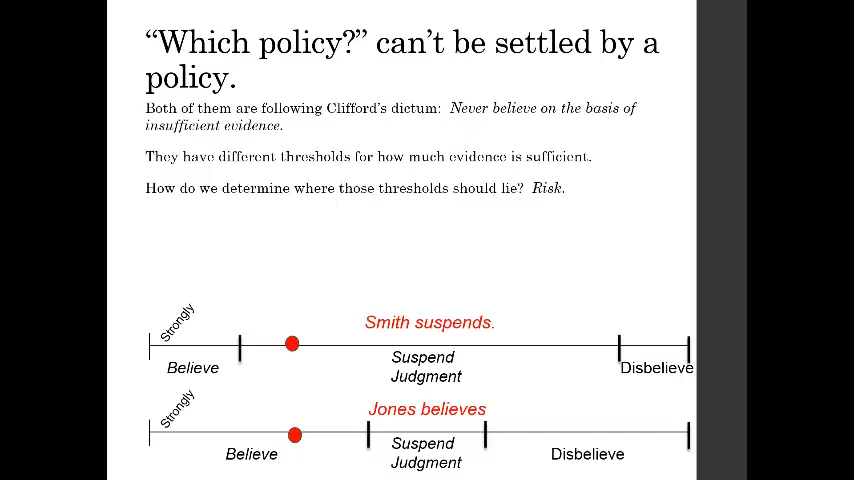 “Which policy?” can’t be settled by a
policy.
Both of them are following Clifford’s dictum:  Never believe on the basis of
insufficient evidence.
They have different thresholds for how much evidence is sufficient.
How do we determine where those thresholds should lie?  Risk.
Strongly
Smith suspends.
Believe
Suspend
Judgment
Disbelieve
Strongly
Jones believes
Believe
Suspend
Judgment
Disbelieve